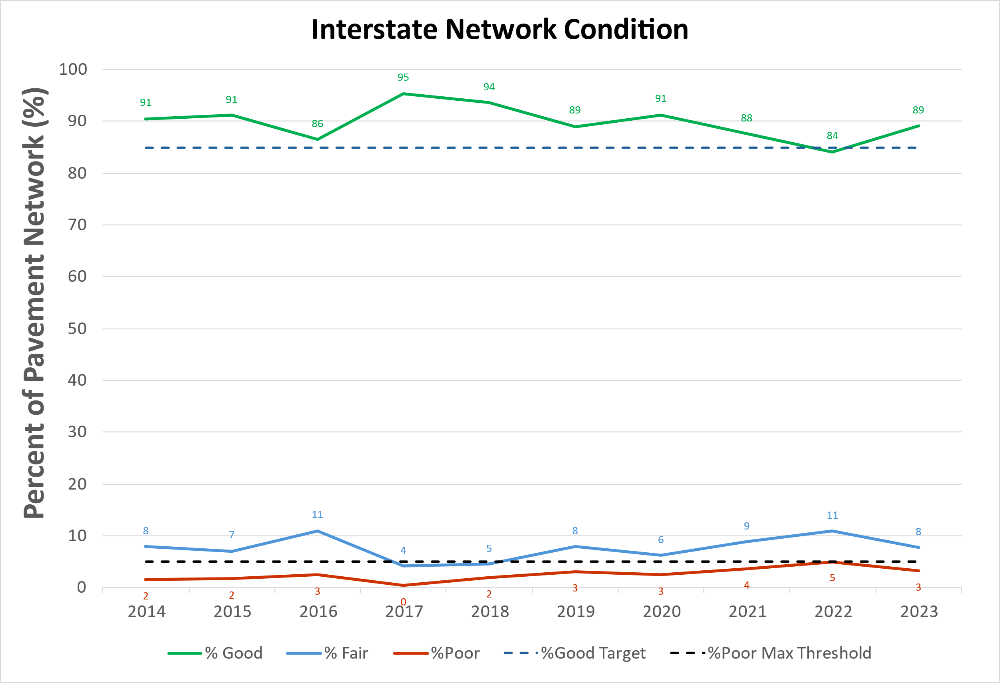 Interstate Network Condition
Percent of Pavement Network (%)
100
90
80
70
60
50
40
30
20
10
0
91 91 86 95 94 89 91 88 84 89
8 7 11 4 5 8 6 9 11 8
2 2 3 0 2 3 3 4 5 3
2014 2015 2016 2017 2018 2019 2020 2021 2022 2023
% Good % Fair %Poor %Good Target %Poor Max Threshold